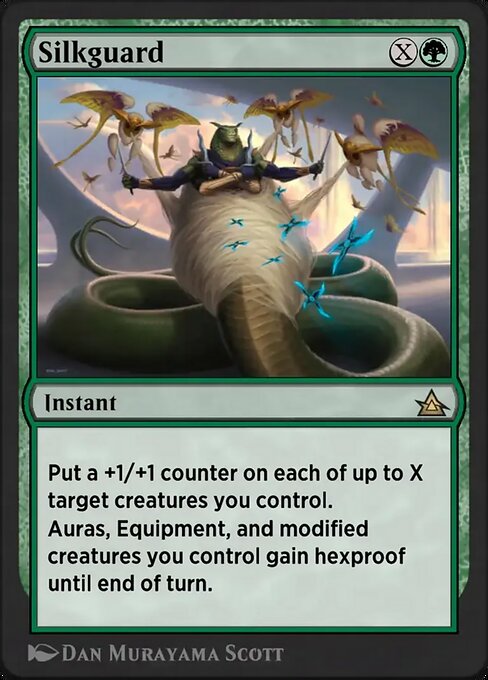 Silkguard X
Instant
Put a +1/+1 counter on each of up to X
target creatures you control.
Auras, Equipment, and modified
creatures you control gain hexproof
until end of turn.
Dan Murayama Scott